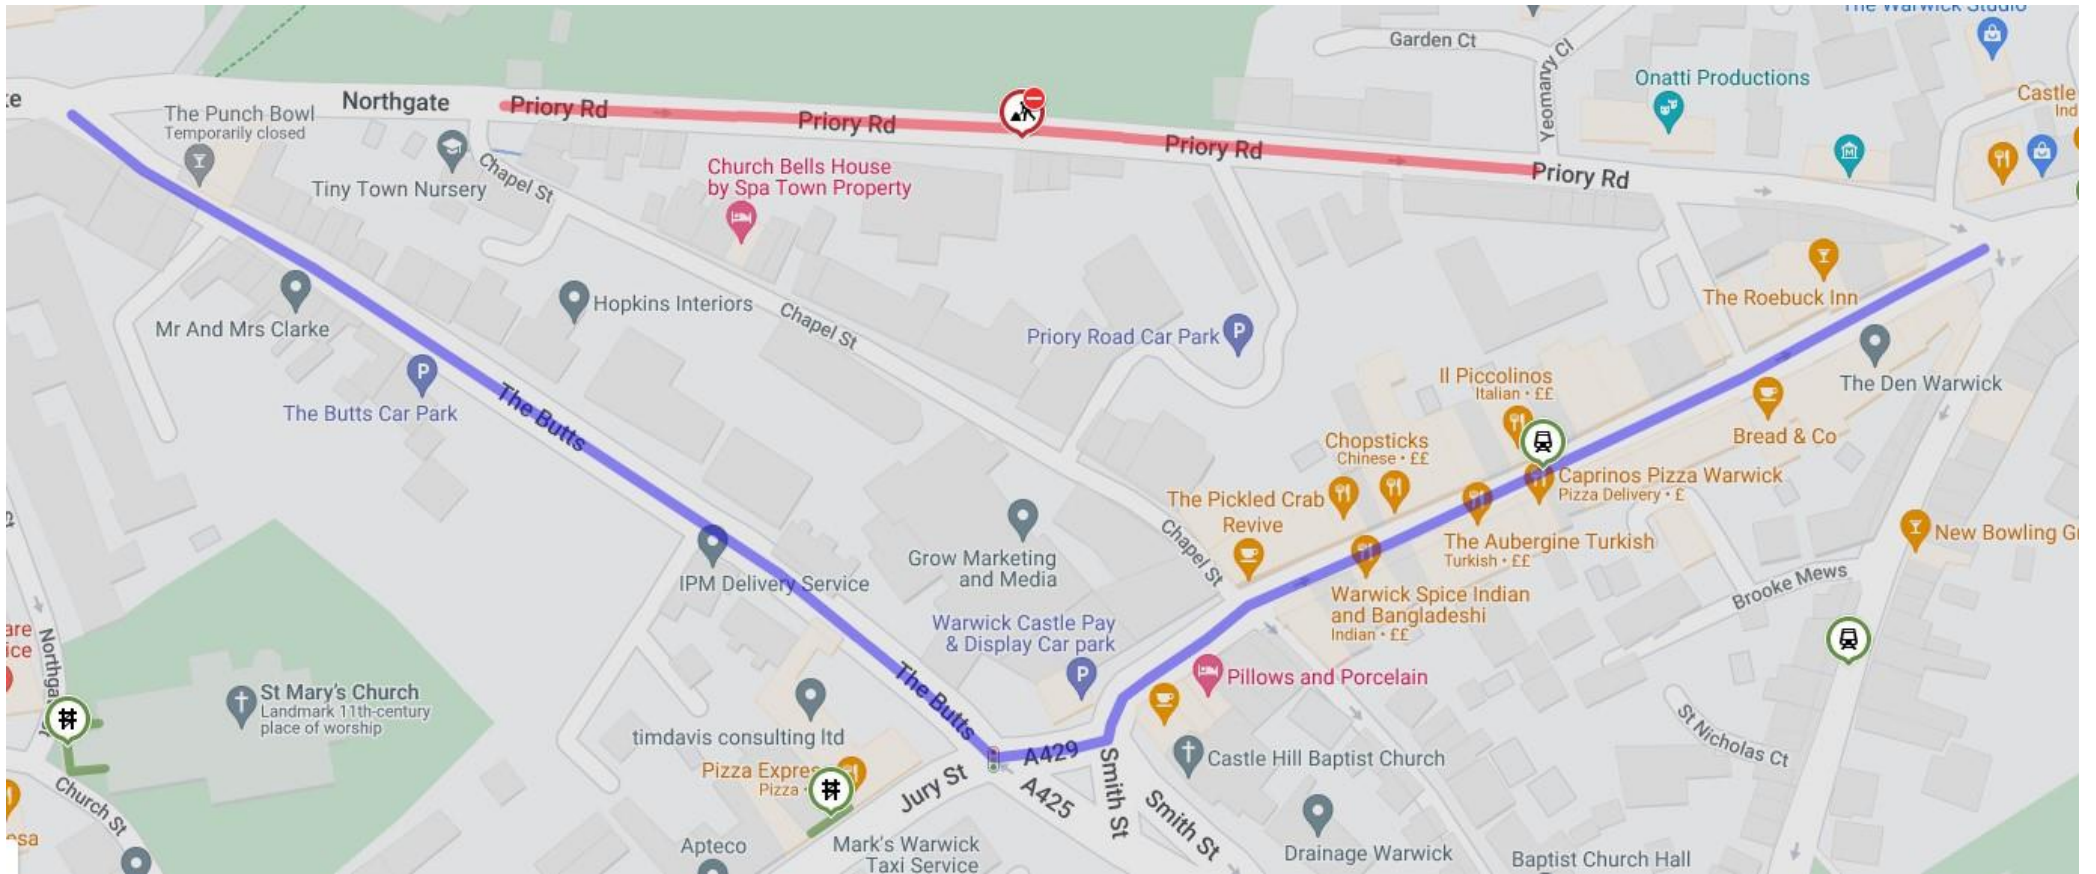 The Warwick Studio
Garden Ct
Yeomanry Cl
Onatti Productions
Castle
Ind
te
Northgate
Priory Rd
Priory Rd
Priory Rd
Priory Rd
The Punch Bowl
Temporarily closed
Tiny Town Nursery
Chapel St
Church Bells House
by Spa Town Property
Mr And Mrs Clarke
Hopkins Interiors
Chapel St
Priory Road Car Park
P
The Roebuck Inn
The Den Warwick
P
The Butts Car Park
The Butts
Il Piccolinos
Italian • ££
Bread & Co
Chopsticks
Chinese • ££
Caprinos Pizza Warwick
Pizza Delivery • £
The Pickled Crab
Revive
The Aubergine Turkish
Turkish • ££
New Bowling Gr
Chapel St
Grow Marketing
and Media
IPM Delivery Service
Brooke Mews
Warwick Spice Indian
and Bangladeshi
Indian • ££
Warwick Castle Pay
& Display Car park
P
Pillows and Porcelain
are
ice
Northga
St Mary's Church
Landmark 11th-century
place of worship
The Butts
timdavis consulting ltd
St Nicholas Ct
A429
Castle Hill Baptist Church
Pizza Expre
Pizza •
Jury St
A425
Smith St
Smith St
Church St
osa
Apteco
Mark's Warwick
Taxi Service
Drainage Warwick
Baptist Church Hall